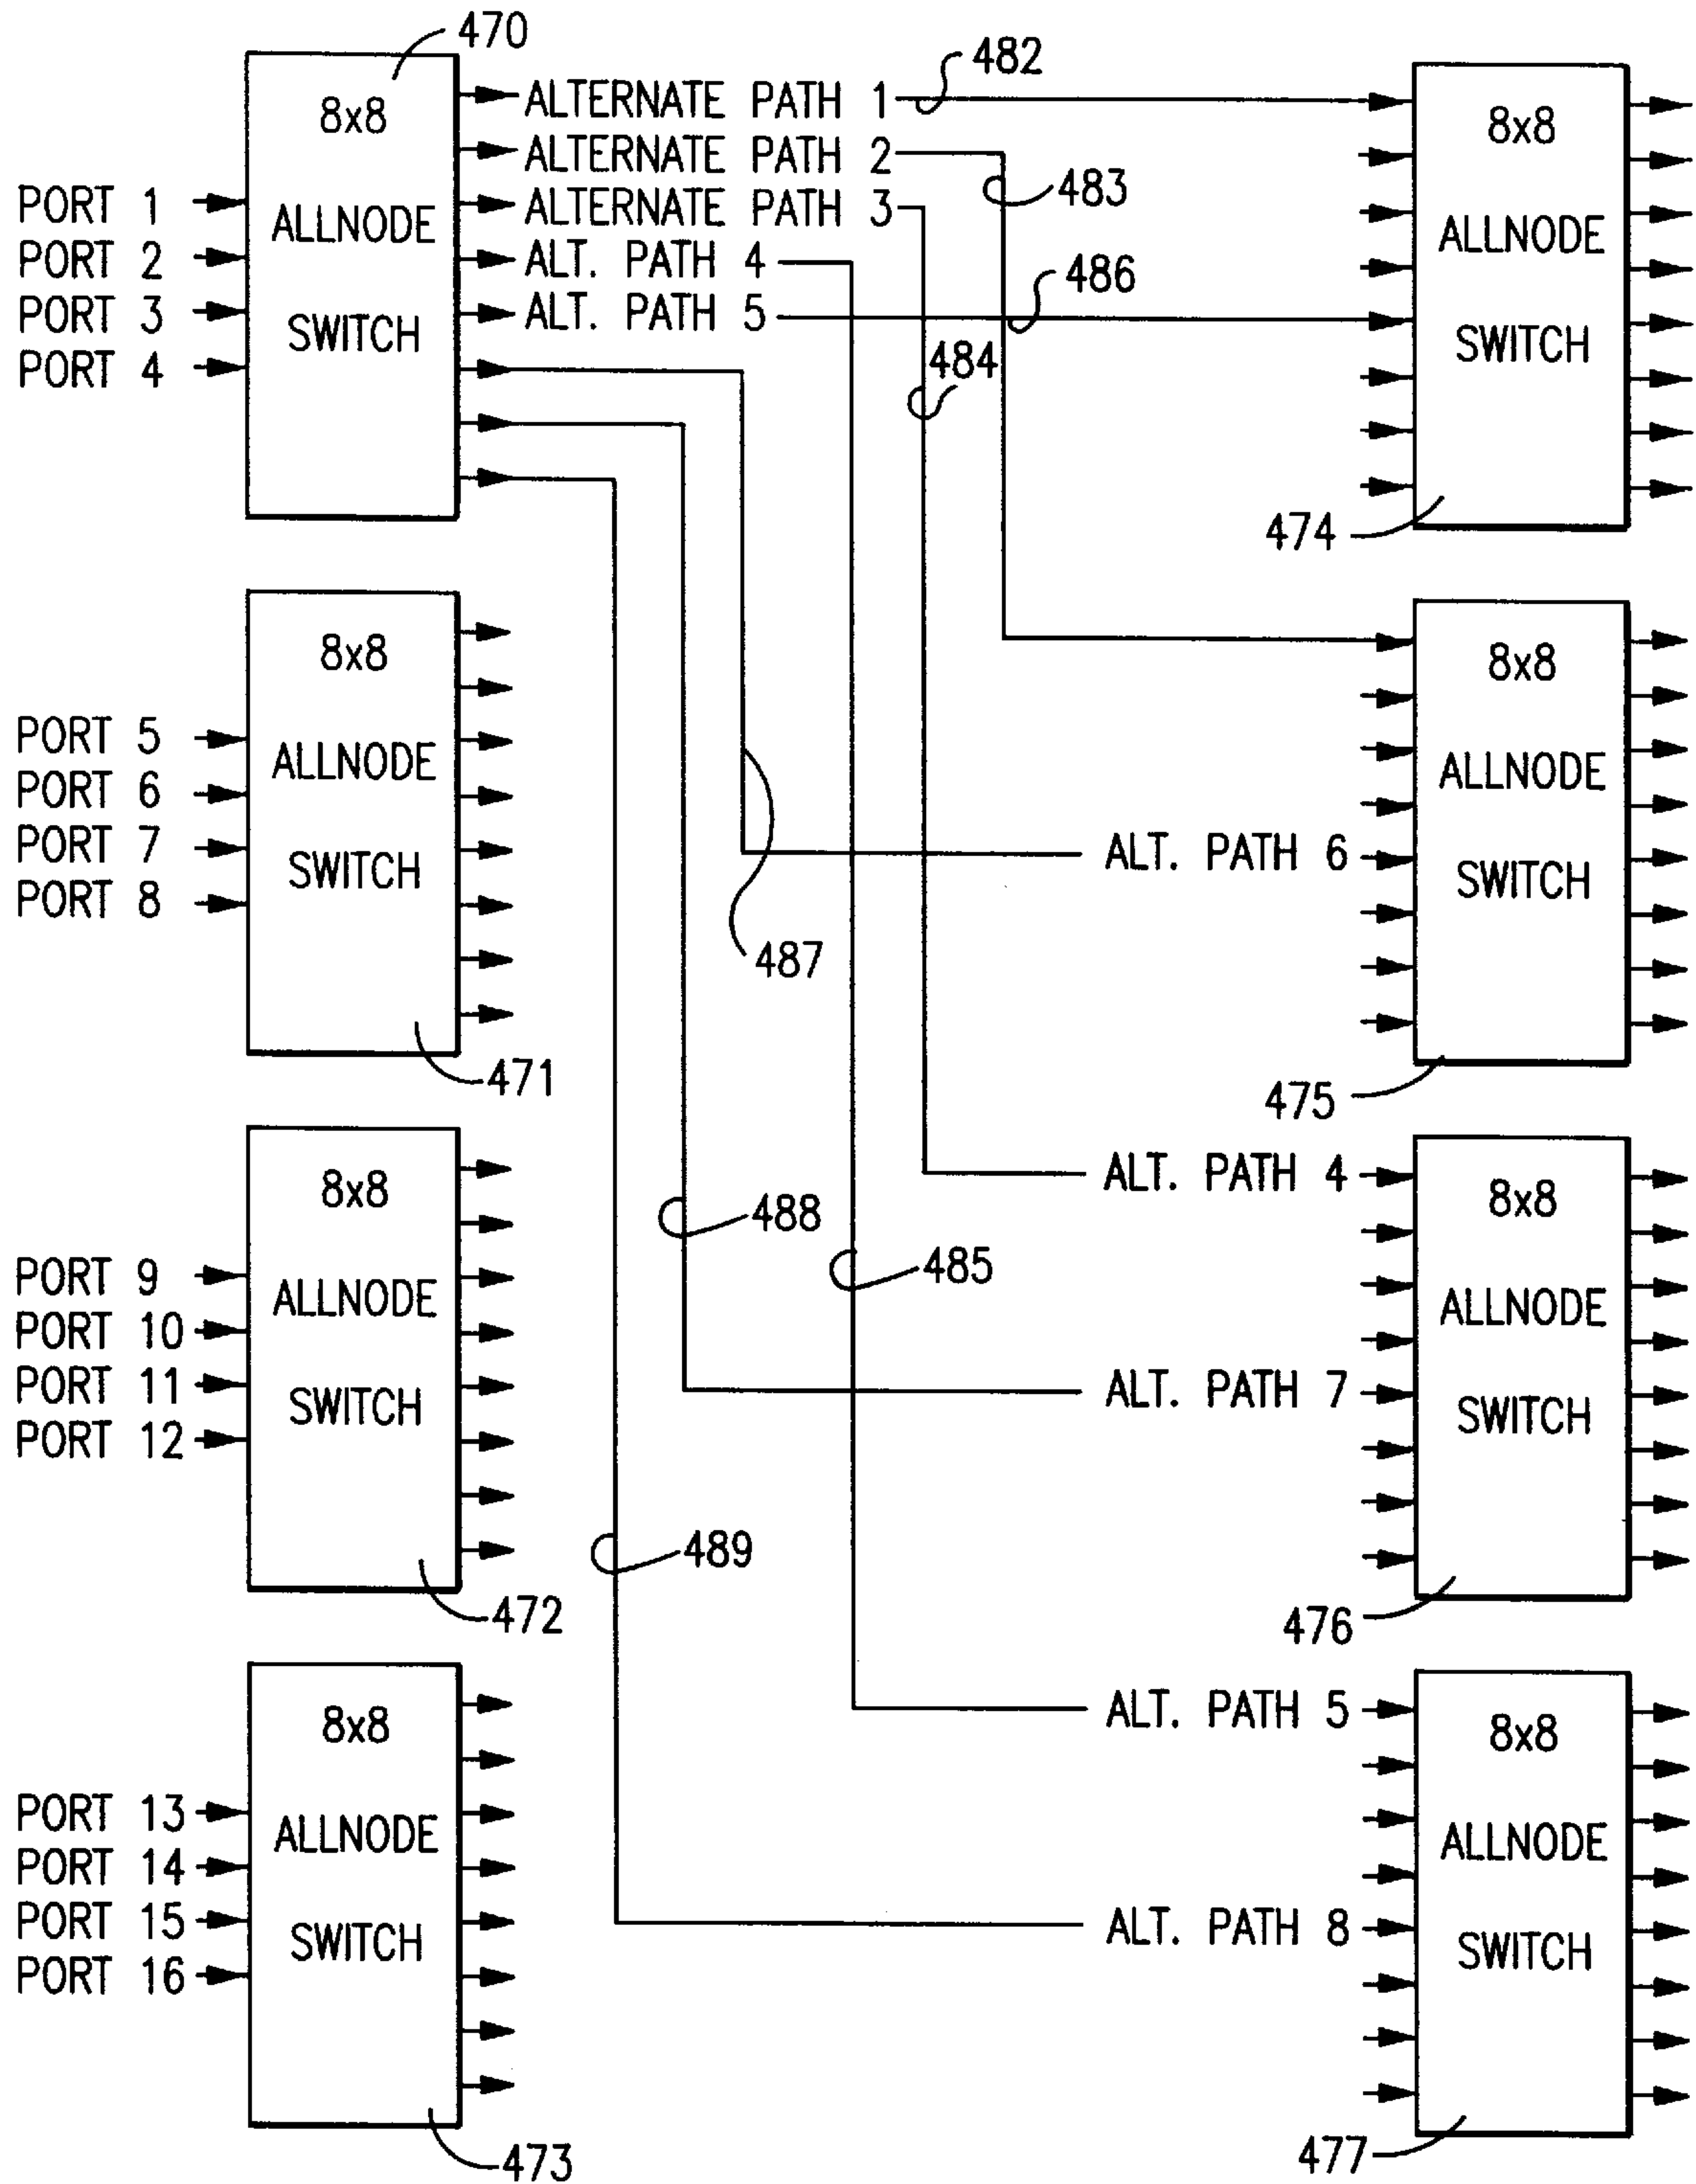 470
8x8
ALLNODE
SWITCH
PORT 1
PORT 2
PORT 3
PORT 4
ALTERNATE PATH 1
ALTERNATE PATH 2
ALTERNATE PATH 3
ALT. PATH 4
ALT. PATH 5
482
483
486
484
8x8
ALLNODE
SWITCH
474
8x8
ALLNODE
SWITCH
PORT 5
PORT 6
PORT 7
PORT 8
471
487
ALT. PATH 6
8x8
ALLNODE
SWITCH
475
8x8
ALLNODE
SWITCH
PORT 9
PORT 10
PORT 11
PORT 12
472
488
485
489
ALT. PATH 4
ALT. PATH 7
8x8
ALLNODE
SWITCH
476
8x8
ALLNODE
SWITCH
PORT 13
PORT 14
PORT 15
PORT 16
473
ALT. PATH 5
ALT. PATH 8
8x8
ALLNODE
SWITCH
477